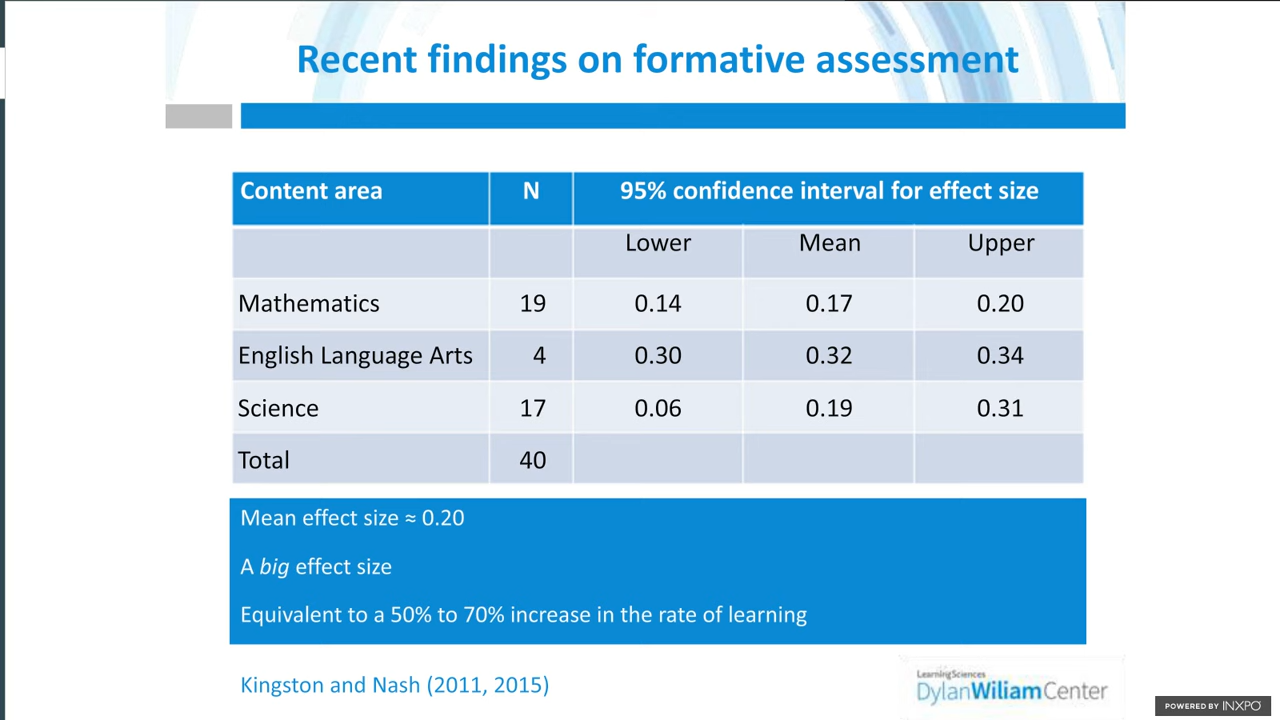 Recent findings on formative assessment
Content area N 95% confidence interval for effect size
Lower Mean Upper
Mathematics 19 0.14 0.17 0.20
English Language Arts 4 0.30 0.32 0.34
Science 17 0.06 0.19 0.31
Total 40
Mean effect size ≈ 0.20
A big effect size
Equivalent to a 50% to 70% increase in the rate of learning
Kingston and Nash (2011, 2015)
LearningSciences
DylanWiliamCenter
POWERED BY INXPO